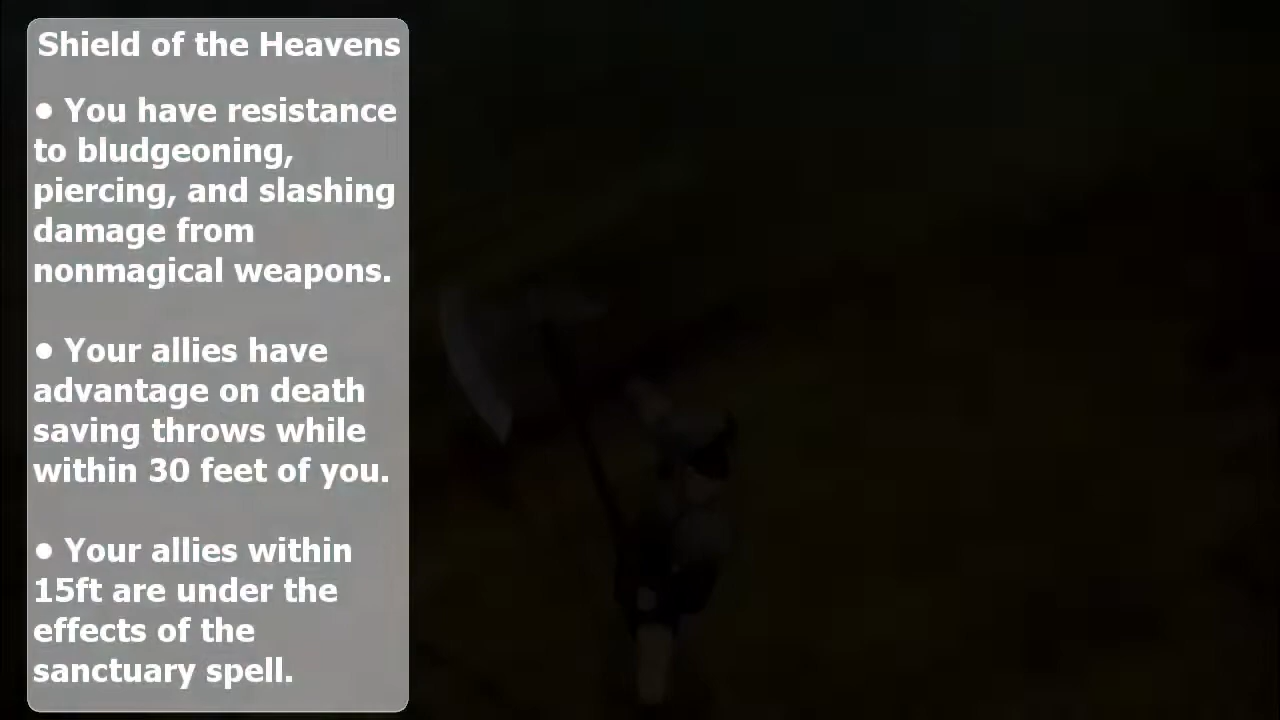 Shield of the Heavens
● You have resistance
to bludgeoning,
piercing, and slashing
damage from
nonmagical weapons.
● Your allies have
advantage on death
saving throws while
within 30 feet of you.
● Your allies within
15ft are under the
effects of the
sanctuary spell.